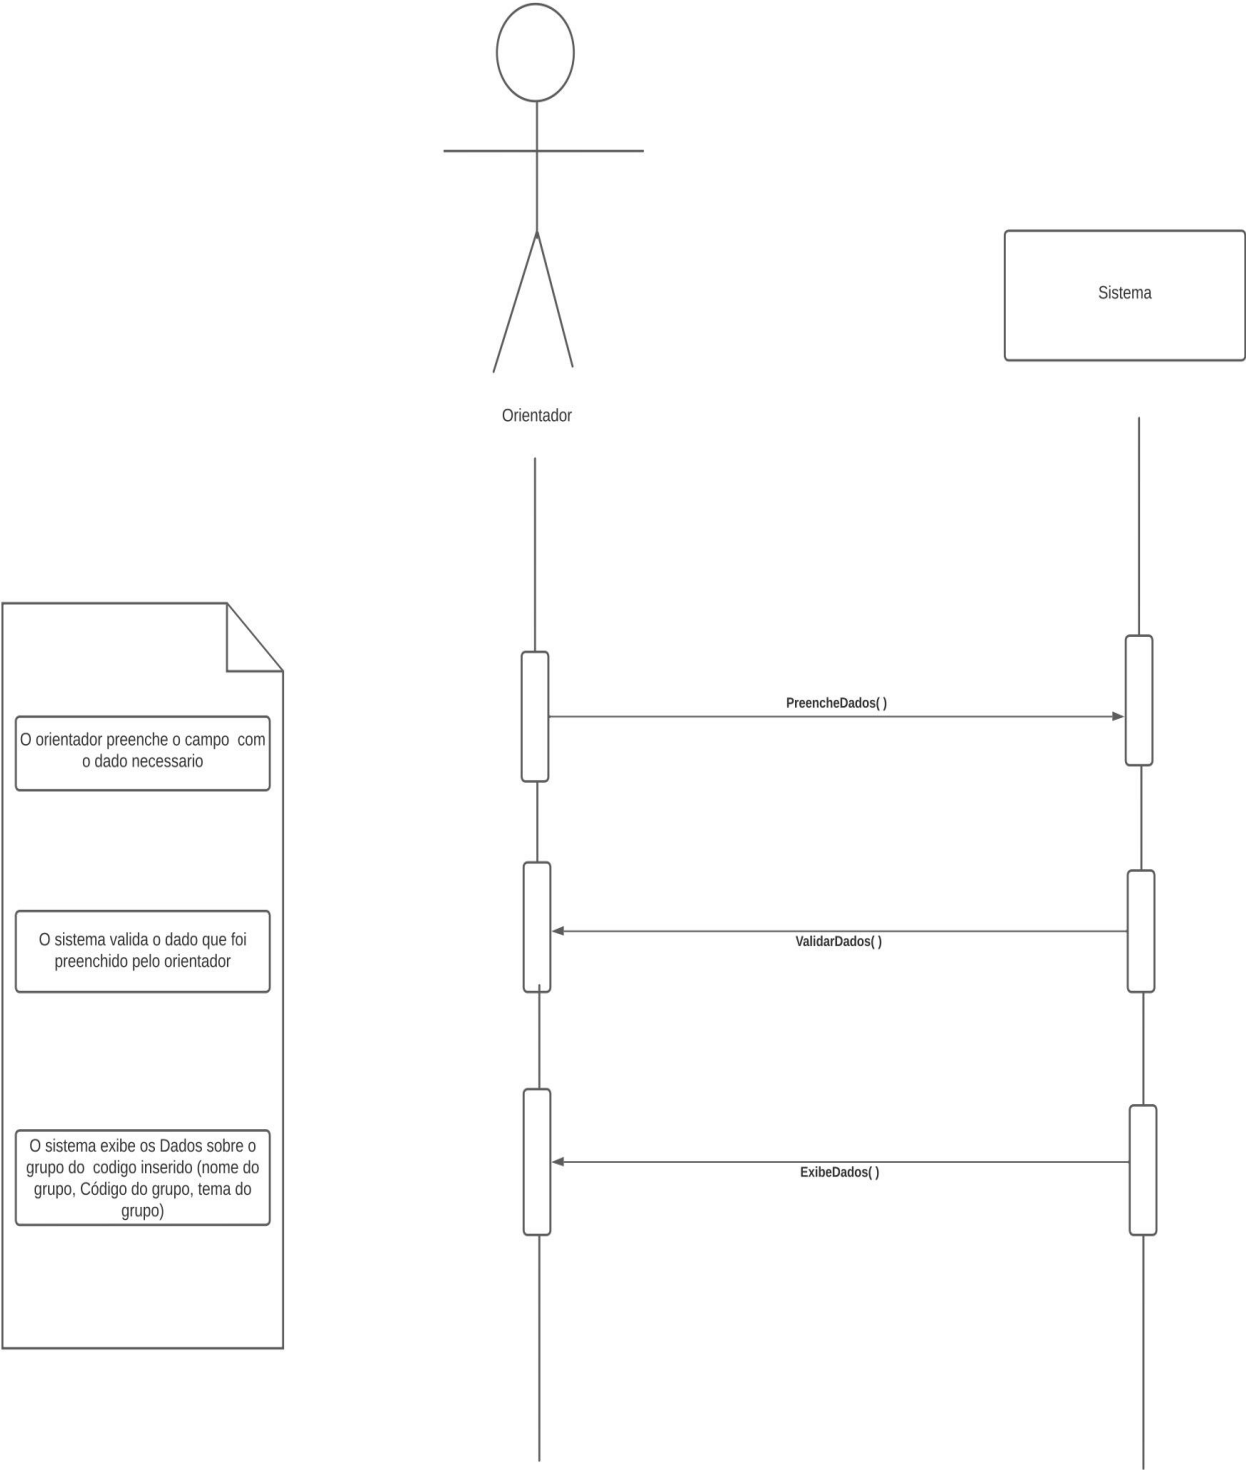 Sistema
Orientador
PreencheDados( )
O orientador preenche o campo  com
o dado necessario
ValidarDados( )
O sistema valida o dado que foi
preenchido pelo orientador
O sistema exibe os Dados sobre o
grupo do  codigo inserido (nome do
grupo, Código do grupo, tema do
grupo)
ExibeDados( )